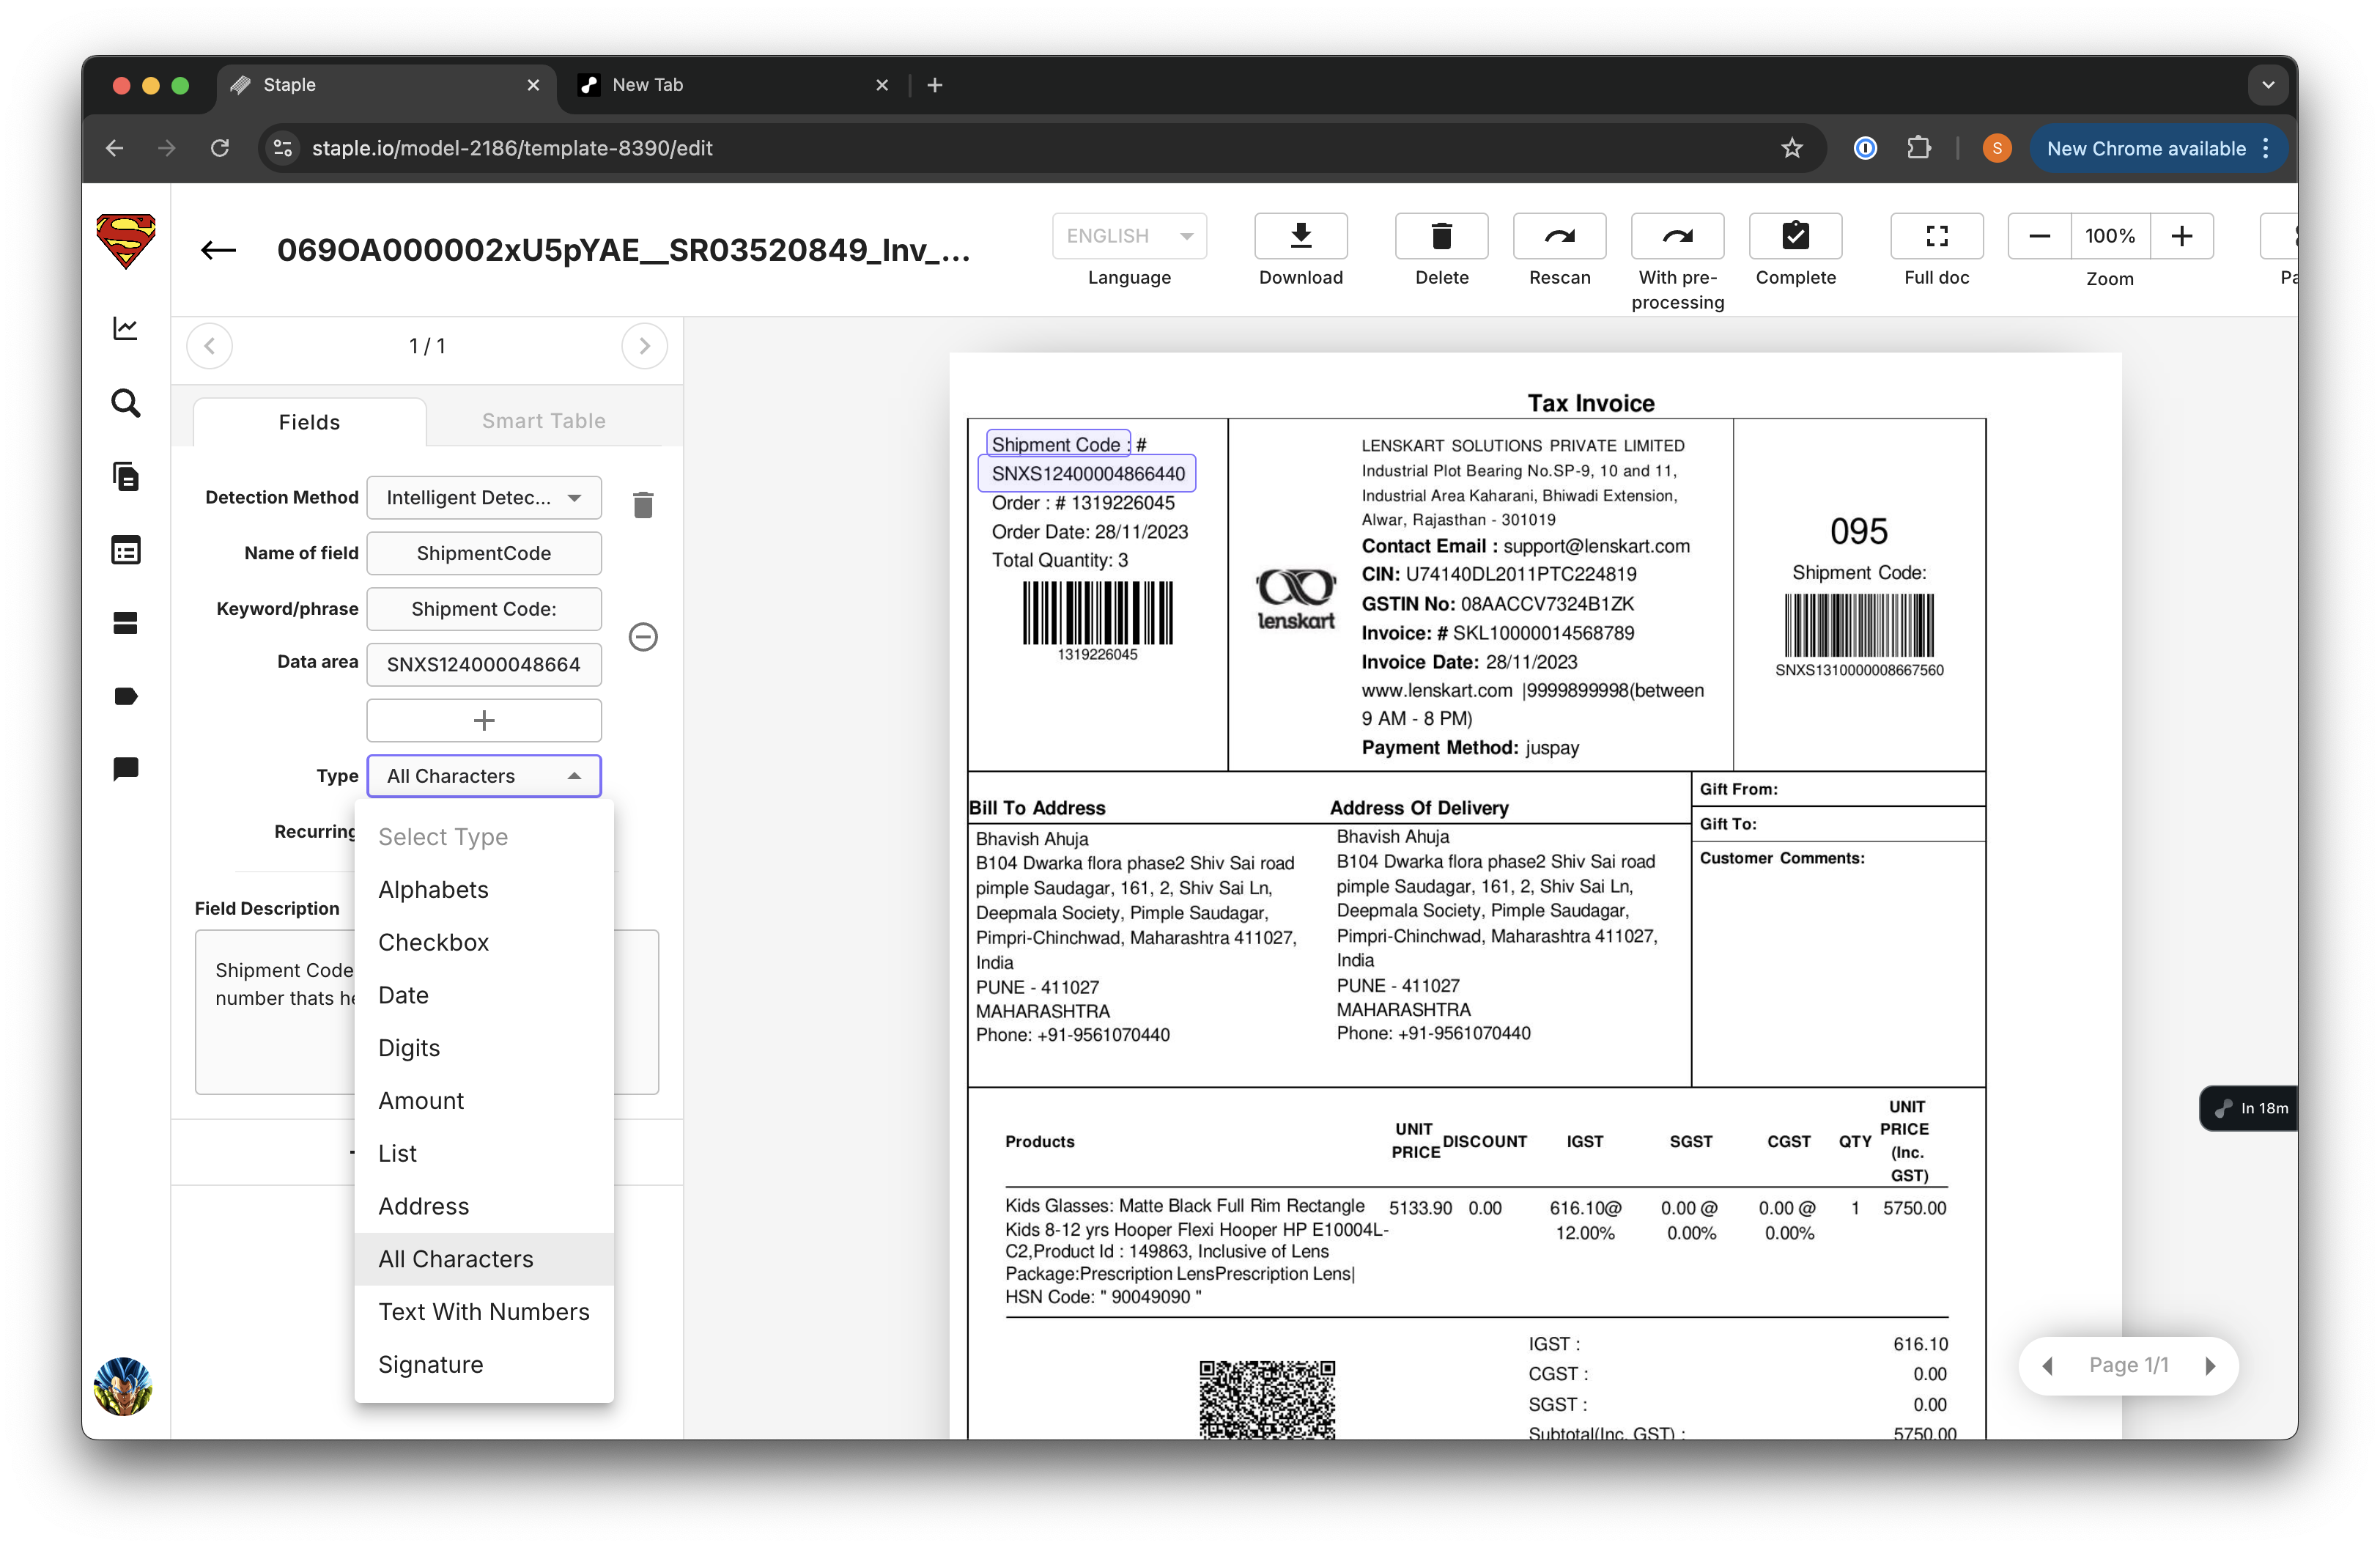 Staple
New Tab
staple.io/model-2186/template-8390/edit
S
New Chrome available
069OA000002xU5pYAE__SR03520849_Inv_...
ENGLISH
Language
Download
Delete
Rescan
With pre-
processing
Complete
Full doc
100%
Zoom
Pa
1 / 1
Fields
Smart Table
Detection Method
Intelligent Detec...
Name of field
ShipmentCode
Keyword/phrase
Shipment Code:
Data area
SNXS124000048664
Type
All Characters
Recurring
Select Type
Alphabets
Checkbox
Date
Digits
Amount
List
Address
All Characters
Text With Numbers
Signature
Field Description
Shipment Code
number thats he
Tax Invoice
Shipment Code : #
SNXS12400004866440
Order : # 1319226045
Order Date: 28/11/2023
Total Quantity: 3
1319226045
lenskart
LENSKART SOLUTIONS PRIVATE LIMITED
Industrial Plot Bearing No.SP-9, 10 and 11,
Industrial Area Kaharani, Bhiwadi Extension,
Alwar, Rajasthan - 301019
Contact Email : support@lenskart.com
CIN: U74140DL2011PTC224819
GSTIN No: 08AACCV7324B1ZK
Invoice: # SKL10000014568789
Invoice Date: 28/11/2023
www.lenskart.com |9999899998(between
9 AM - 8 PM)
Payment Method: juspay
095
Shipment Code:
SNXS1310000008667560
Bill To Address
Bhavish Ahuja
B104 Dwarka flora phase2 Shiv Sai road
pimple Saudagar, 161, 2, Shiv Sai Ln,
Deepmala Society, Pimple Saudagar,
Pimpri-Chinchwad, Maharashtra 411027,
India
PUNE - 411027
MAHARASHTRA
Phone: +91-9561070440
Address Of Delivery
Bhavish Ahuja
B104 Dwarka flora phase2 Shiv Sai road
pimple Saudagar, 161, 2, Shiv Sai Ln,
Deepmala Society, Pimple Saudagar,
Pimpri-Chinchwad, Maharashtra 411027,
India
PUNE - 411027
MAHARASHTRA
Phone: +91-9561070440
Gift From:
Gift To:
Customer Comments:
Products UNIT PRICE DISCOUNT IGST SGST CGST QTY UNIT PRICE (Inc. GST)
Kids Glasses: Matte Black Full Rim Rectangle 5133.90 0.00 616.10@ 0.00 @ 0.00 @ 1 5750.00
Kids 8-12 yrs Hooper Flexi Hooper HP E10004L- 12.00% 0.00% 0.00%
C2,Product Id : 149863, Inclusive of Lens
Package:Prescription LensPrescription Lens|
HSN Code: " 90049090 "
IGST : 616.10
CGST : 0.00
SGST : 0.00
Subtotal(Inc. GST) : 5750.00
In 18m
Page 1/1